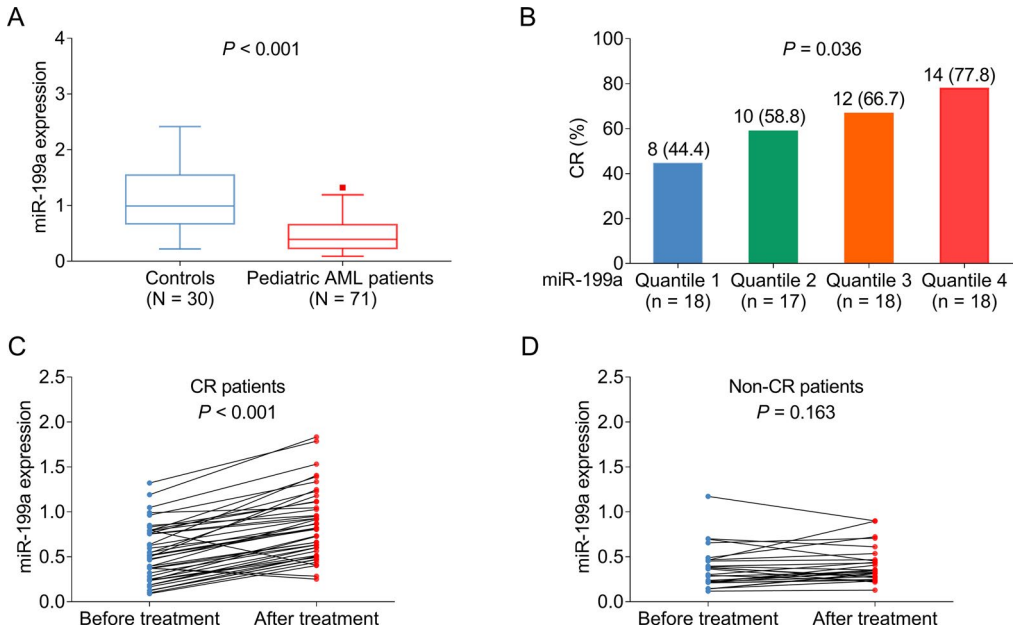 A
P < 0.001
miR-199a expression
4
3
2
1
0
Controls
(N = 30)
Pediatric AML patients
(N = 71)
B
P = 0.036
CR (%)
100
80
60
40
20
0
8 (44.4)
10 (58.8)
12 (66.7)
14 (77.8)
miR-199a
Quantile 1
(n = 18)
Quantile 2
(n = 17)
Quantile 3
(n = 18)
Quantile 4
(n = 18)
C
CR patients
P < 0.001
miR-199a expression
2.5
2.0
1.5
1.0
0.5
0.0
Before treatment
After treatment
D
Non-CR patients
P = 0.163
miR-199a expression
2.5
2.0
1.5
1.0
0.5
0.0
Before treatment
After treatment